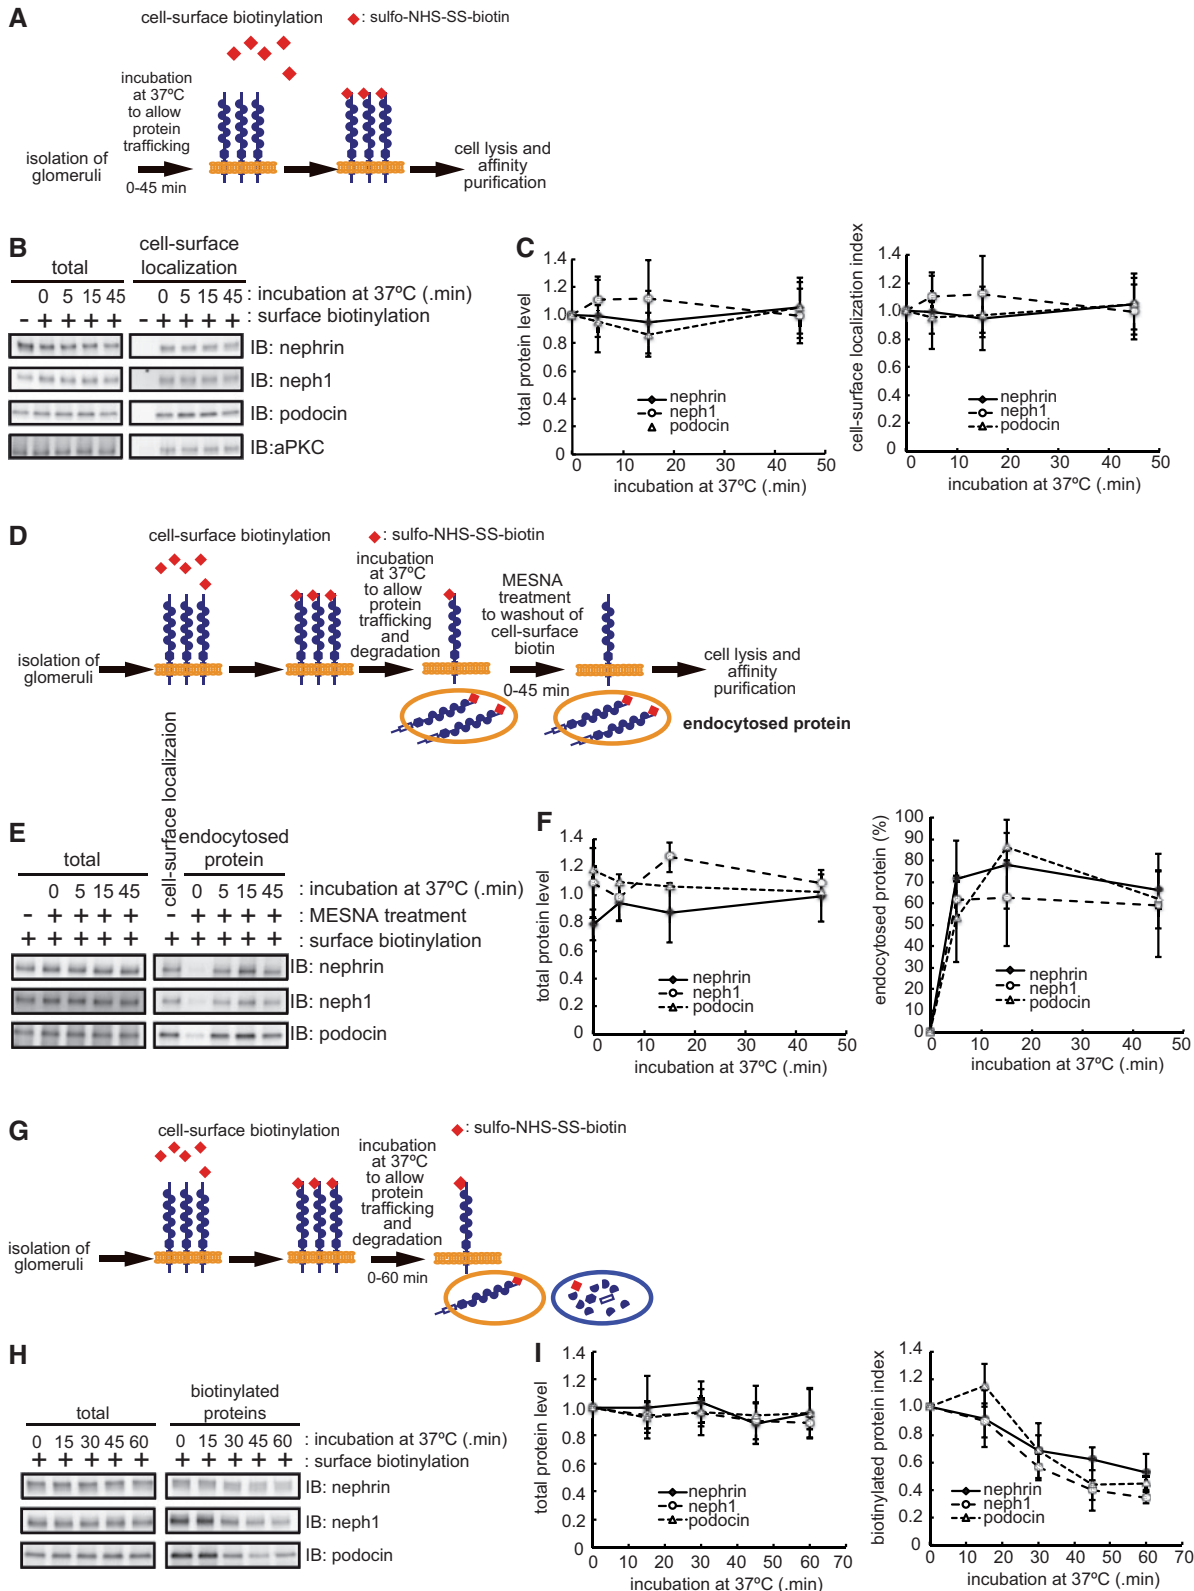 A
cell-surface biotinylation : sulfo-NHS-SS-biotin
incubation
at 37ºC
to allow
protein
trafficking
isolation of
glomeruli
0-45 min
cell lysis and
affinity
purification
B
total
cell-surface
localization
0 5 15 45 0 5 15 45 : incubation at 37ºC (.min)
- + + + + - + + + + : surface biotinylation
IB: nephrin
IB: neph1
IB: podocin
IB:aPKC
C
total protein level
1.4
1.2
1.0
0.8
0.6
0.4
0.2
0
nephrin
neph1
podocin
0 10 20 30 40 50
incubation at 37ºC (.min)
cell-surface localization index
1.4
1.2
1.0
0.8
0.6
0.4
0.2
0
nephrin
neph1
podocin
0 10 20 30 40 50
incubation at 37ºC (.min)
D
cell-surface biotinylation : sulfo-NHS-SS-biotin
isolation of
glomeruli
incubation
at 37ºC
to allow
protein
trafficking
and
degradation
MESNA
treatment
to washout of
cell-surface
biotin
0-45 min
cell lysis and
affinity
purification
endocytosed protein
E
total
cell-surface localizaion
endocytosed
protein
0 5 15 45 0 5 15 45 : incubation at 37ºC (.min)
- + + + + - + + + + : MESNA treatment
+ + + + + + + + + + : surface biotinylation
IB: nephrin
IB: neph1
IB: podocin
F
total protein level
1.4
1.2
1.0
0.8
0.6
0.4
0.2
0
nephrin
neph1
podocin
0 10 20 30 40 50
incubation at 37ºC (.min)
endocytosed protein (%)
100
90
80
70
60
50
40
30
20
10
0
nephrin
neph1
podocin
0 10 20 30 40 50
incubation at 37ºC (.min)
G
cell-surface biotinylation : sulfo-NHS-SS-biotin
isolation of
glomeruli
incubation
at 37ºC
to allow
protein
trafficking
and
degradation
0-60 min
H
total
biotinylated
proteins
0 15 30 45 60 0 15 30 45 60 : incubation at 37ºC (.min)
+ + + + + + + + + + : surface biotinylation
IB: nephrin
IB: neph1
IB: podocin
I
total protein level
1.4
1.2
1.0
0.8
0.6
0.4
0.2
0
nephrin
neph1
podocin
0 10 20 30 40 50 60 70
incubation at 37ºC (.min)
biotinylated protein index
1.4
1.2
1.0
0.8
0.6
0.4
0.2
0
nephrin
neph1
podocin
0 10 20 30 40 50 60 70
incubation at 37ºC (.min)